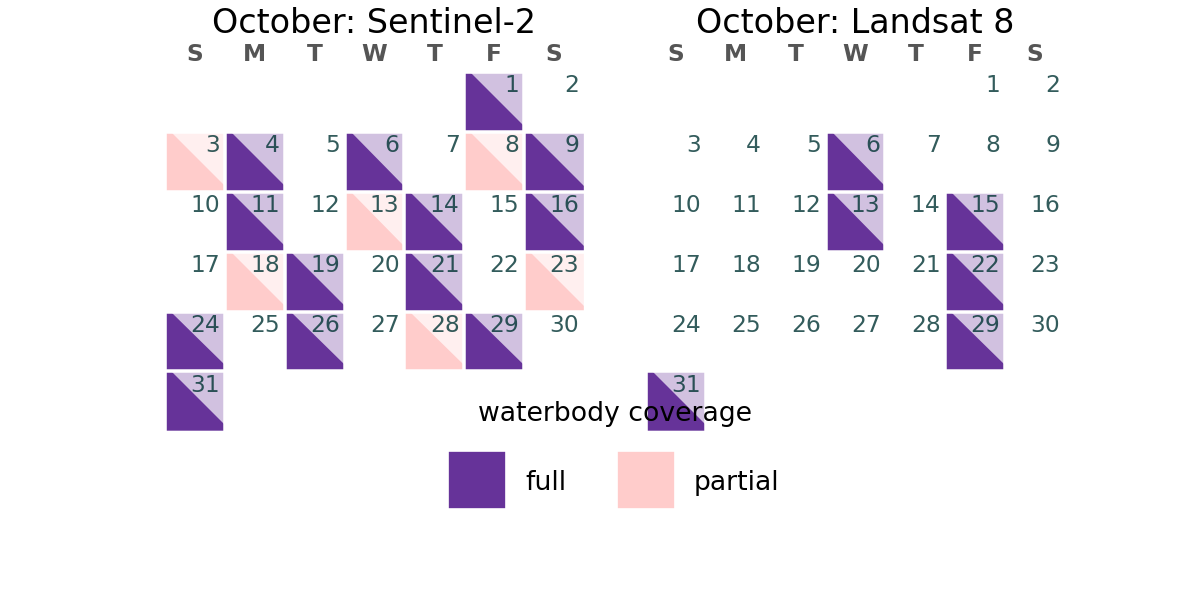 October: Sentinel-2
S M T W T F S
1 2
3 4 5 6 7 8 9
10 11 12 13 14 15 16
17 18 19 20 21 22 23
24 25 26 27 28 29 30
31
October: Landsat 8
S M T W T F S
1 2
3 4 5 6 7 8 9
10 11 12 13 14 15 16
17 18 19 20 21 22 23
24 25 26 27 28 29 30
31
waterbody coverage
full partial